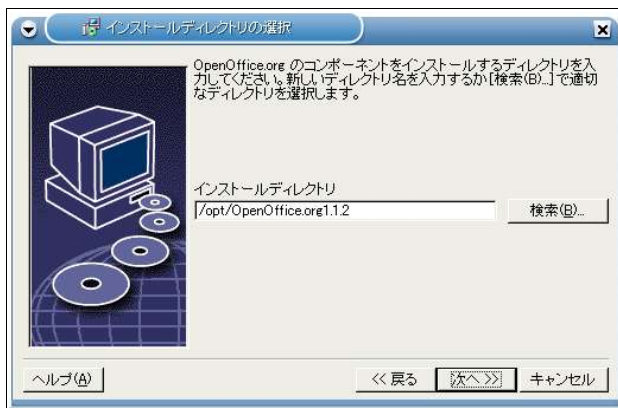 インストールディレクトリの選択
OpenOffice.org のコンポーネントをインストールするディレクトリを入
力してください。新しいディレクトリ名を入力するか[検索(B)...]で適切
なディレクトリを選択します。
インストールディレクトリ
/opt/OpenOffice.org1.1.2
検索(B)...
ヘルプ(A)
<< 戻る
次へ >>
キャンセル